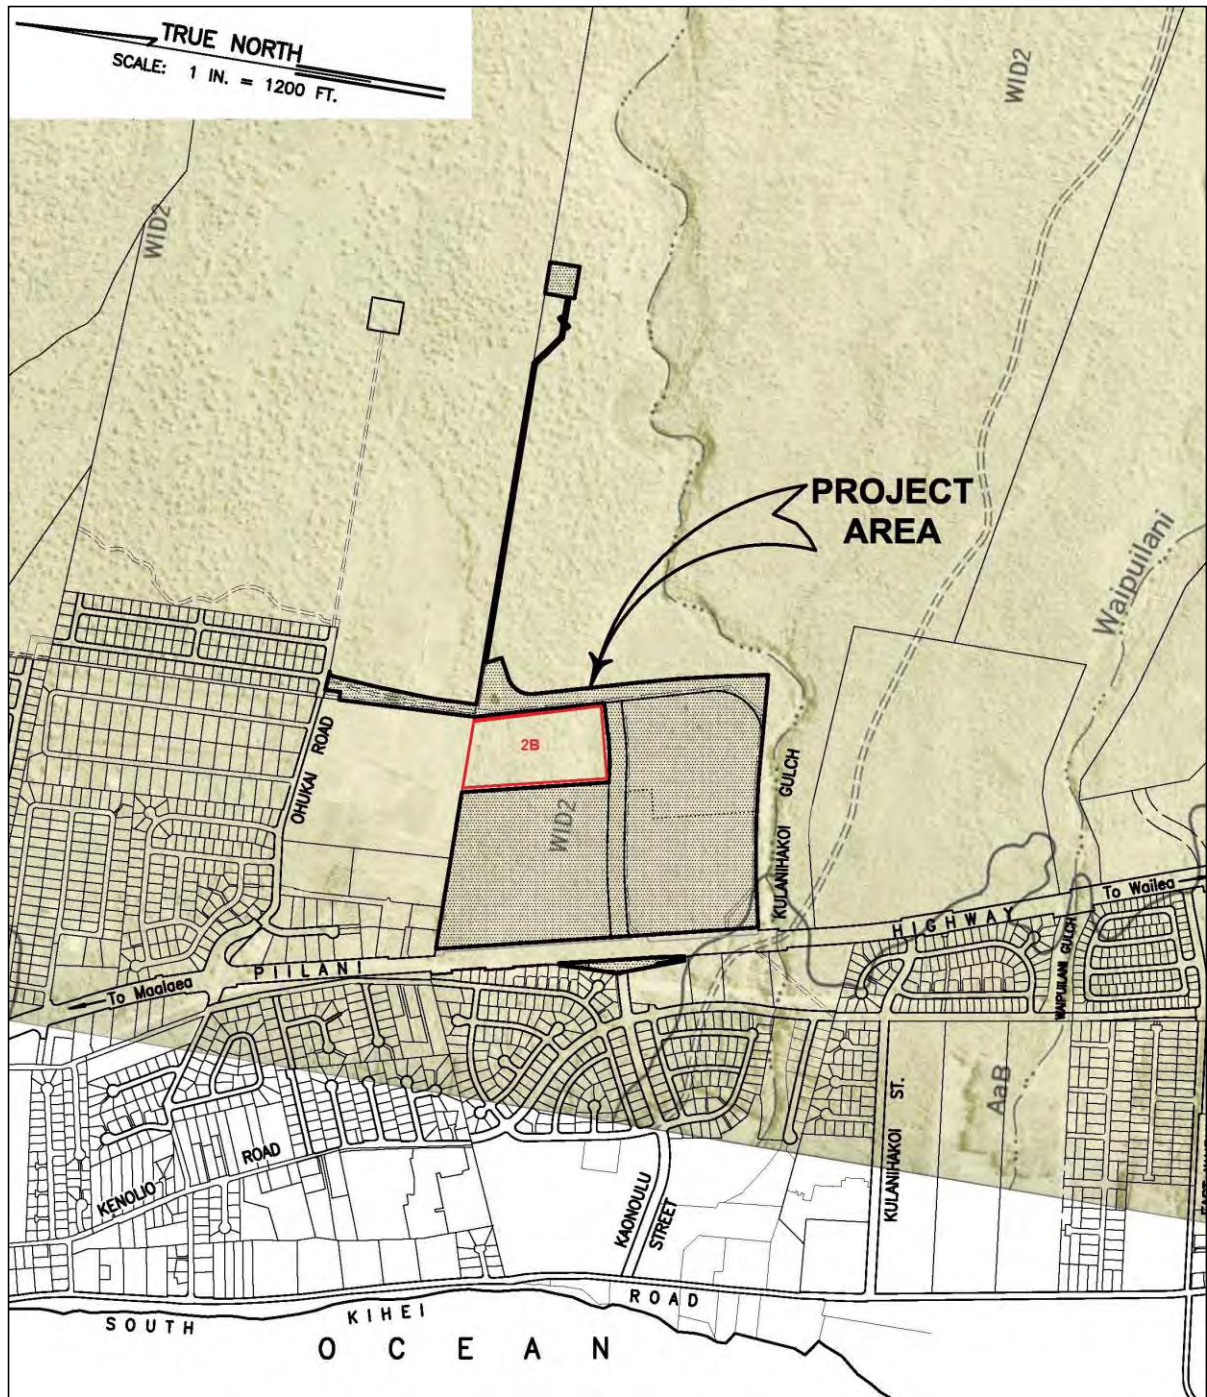 TRUE NORTH
SCALE: 1 IN. = 1200 FT.
WID2
WID2
PROJECT
AREA
Waipuilani
OHUKAI ROAD
2B
WID2
KULANIHAKOI GULCH
To Wailea
HIGHWAY
WAIPUILANI GULCH
PIILANI
To Maalaea
AaB
KULANIHAKOI ST.
KENOLIO
ROAD
KAONOULU
STREET
SOUTH KIHEI ROAD
OCEAN